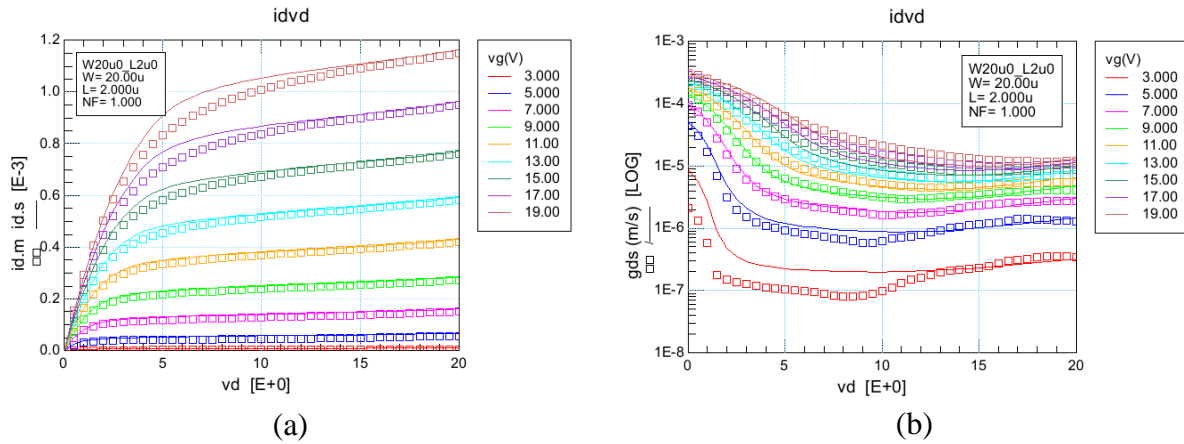 idvd
id.m id.s [E-3]
1.2
1.0
0.8
0.6
0.4
0.2
0.0
W20u0_L2u0
W= 20.00u
L= 2.000u
NF= 1.000
0
5
10
15
20
vd [E+0]
vg(V)
3.000
5.000
7.000
9.000
11.00
13.00
15.00
17.00
19.00
(a)
idvd
gds (m/s) [LOG]
1E-3
1E-4
1E-5
1E-6
1E-7
1E-8
W20u0_L2u0
W= 20.00u
L= 2.000u
NF= 1.000
0
5
10
15
20
vd [E+0]
vg(V)
3.000
5.000
7.000
9.000
11.00
13.00
15.00
17.00
19.00
(b)